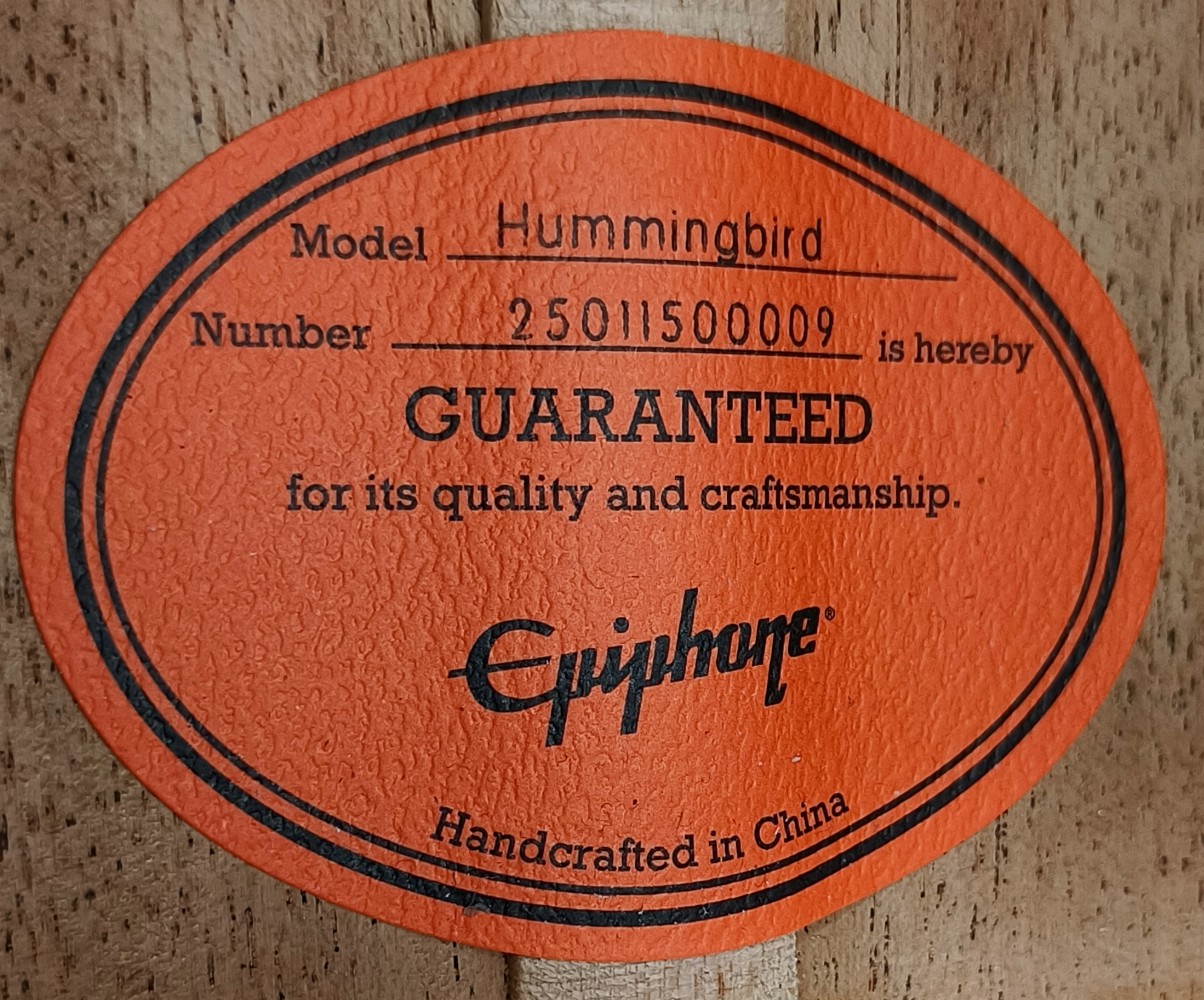 Model Hummingbird
Number 25011500009 is hereby
GUARANTEED
for its quality and craftsmanship.
Epiphone®
Handcrafted in China